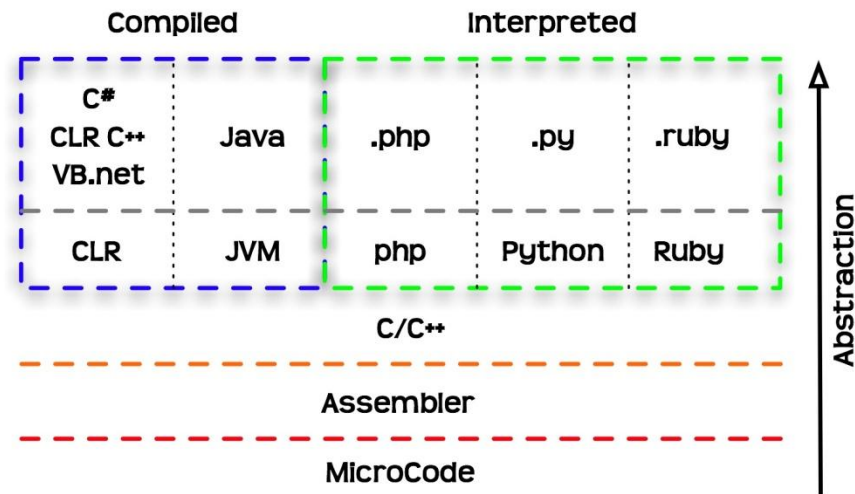 Compiled Interpreted
C#
CLR C++ Java .php .py .ruby
VB.net
CLR JVM php Python Ruby
C/C++
Assembler
MicroCode
Abstraction